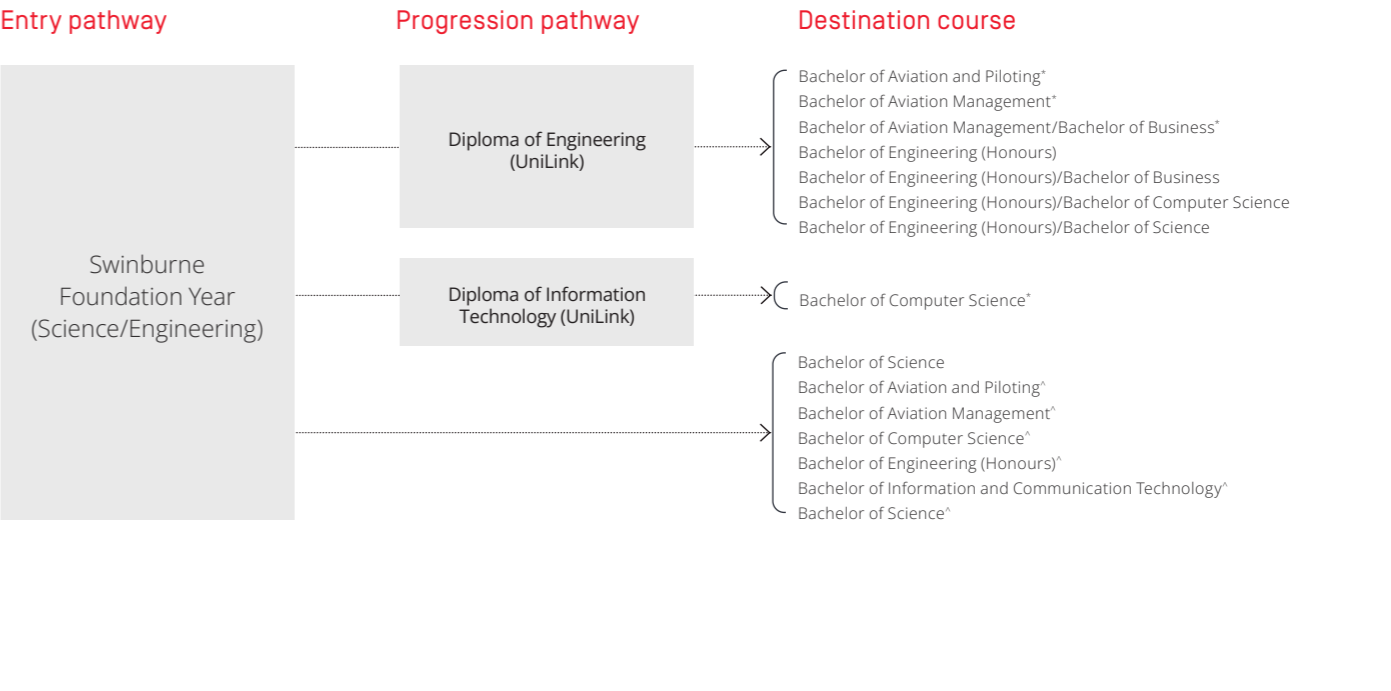 Entry pathway
Progression pathway
Destination course
Swinburne
Foundation Year
(Science/Engineering)
Diploma of Engineering
(UniLink)
Bachelor of Aviation and Piloting*
Bachelor of Aviation Management*
Bachelor of Aviation Management/Bachelor of Business*
Bachelor of Engineering (Honours)
Bachelor of Engineering (Honours)/Bachelor of Business
Bachelor of Engineering (Honours)/Bachelor of Computer Science
Bachelor of Engineering (Honours)/Bachelor of Science
Diploma of Information
Technology (UniLink)
Bachelor of Computer Science*
Bachelor of Science
Bachelor of Aviation and Piloting^
Bachelor of Aviation Management^
Bachelor of Computer Science^
Bachelor of Engineering (Honours)^
Bachelor of Information and Communication Technology^
Bachelor of Science^